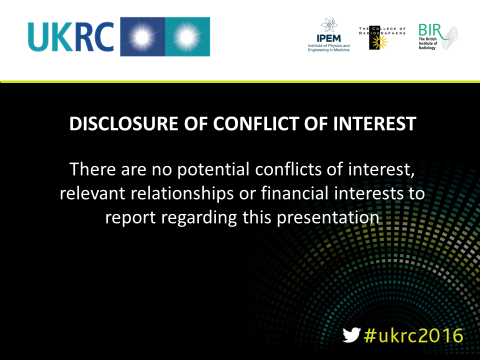 UKRC
IPEM
Institute of Physics and
Engineering in Medicine
THE COLLEGE OF
RADIOGRAPHERS
BIR
The British
Institute of
Radiology
DISCLOSURE OF CONFLICT OF INTEREST
There are no potential conflicts of interest,
relevant relationships or financial interests to
report regarding this presentation
#ukrc2016